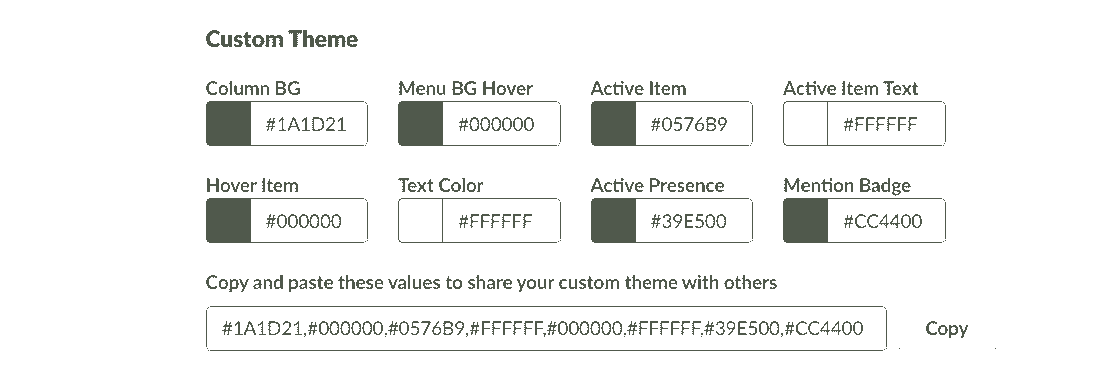 Custom Theme
Column BG Menu BG Hover Active Item Active Item Text
#1A1D21 #000000 #0576B9 #FFFFFF
Hover Item Text Color Active Presence Mention Badge
#000000 #FFFFFF #39E500 #CC4400
Copy and paste these values to share your custom theme with others
#1A1D21,#000000,#0576B9,#FFFFFF,#000000,#FFFFFF,#39E500,#CC4400 Copy